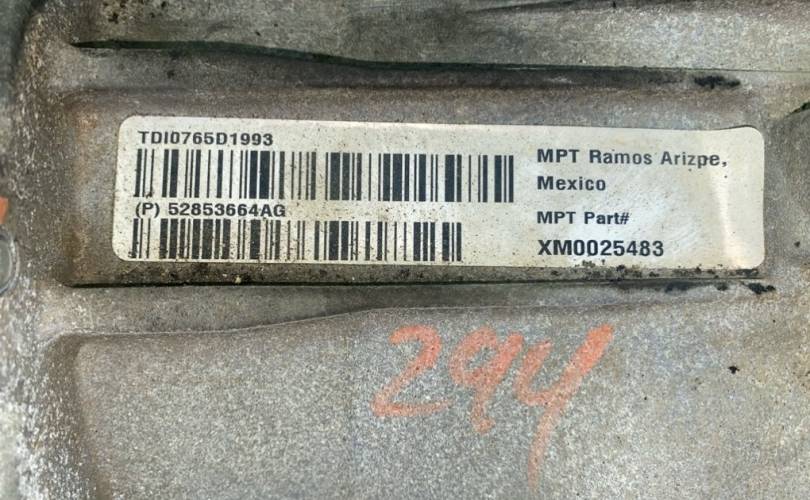 TDI0765D1993
(P) 52853664AG
MPT Ramos Arizpe,
Mexico
MPT Part#
XM0025483
294